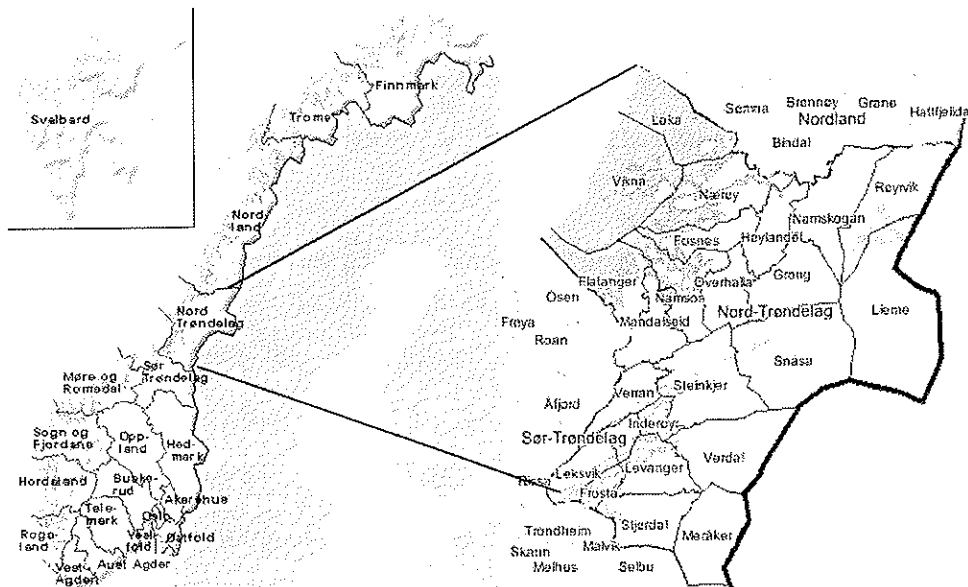 Svalbard
Finnmark
Troms
Nord
land
Nord
Trøndelag
Sør
Trøndelag
Møre og
Romsdal
Sogn og
Fjordane
Opp-
land
Hed-
mark
Hordaland
Buske-
rud
Akershus
Oslo
Tele-
mark
Roga-
land
Vest-
fold
Østfold
Vest-
Agder
Aust Agder
Leka
Sømna
Brønnøy
Grane
Nordland
Hattfjelldal
Bindal
Vikna
Nærøy
Røyrvik
Namskogan
Fosnes
Høylandet
Flatanger
Overhalla
Grong
Osen
Namsos
Nord-Trøndelag
Lierne
Frøya
Namdalseid
Roan
Snåsa
Verran
Steinkjer
Åfjord
Inderøy
Sør-Trøndelag
Verdal
Leksvik
Levanger
Rissa
Frosta
Trondheim
Stjørdal
Meråker
Skaun
Malvik
Melhus
Selbu